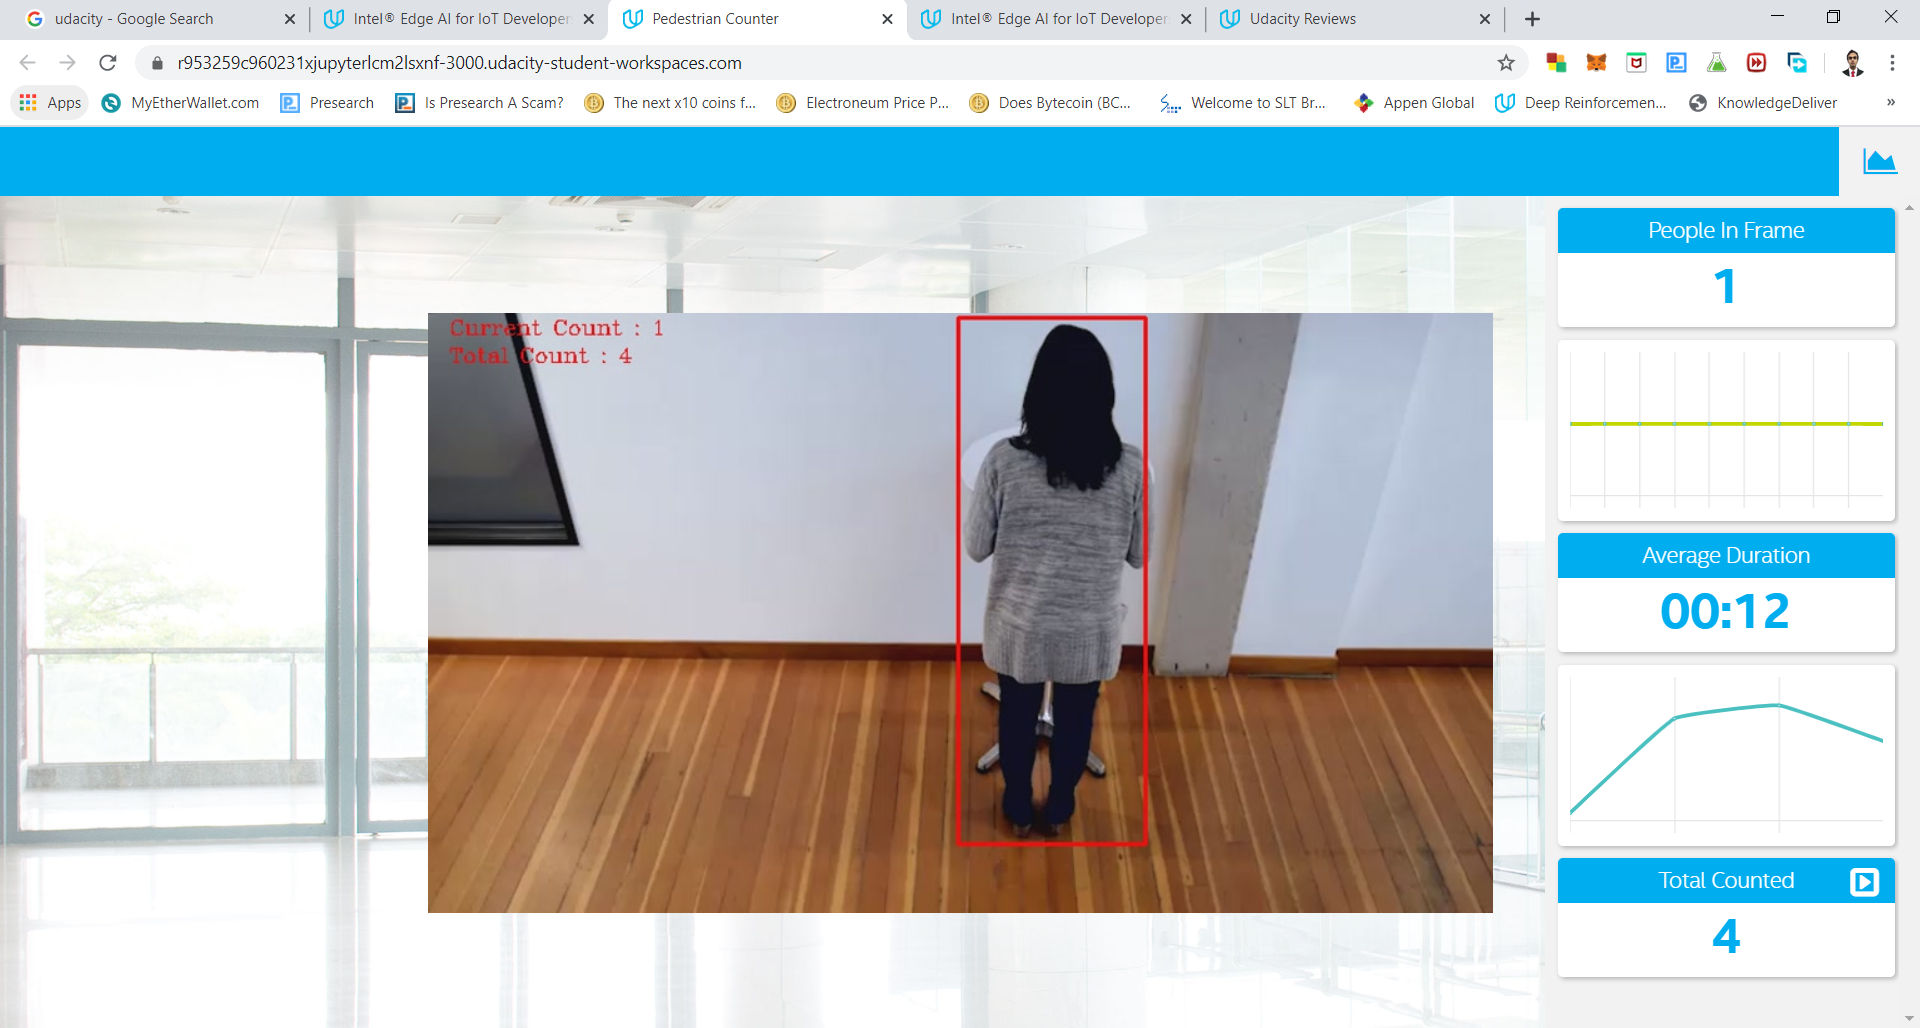 udacity - Google Search
Intel® Edge AI for IoT Developer
Pedestrian Counter
Intel® Edge AI for IoT Developer
Udacity Reviews
r953259c960231xjupyterlcm2lsxnf-3000.udacity-student-workspaces.com
Apps
MyEtherWallet.com
Presearch
Is Presearch A Scam?
The next x10 coins f...
Electroneum Price P...
Does Bytecoin (BC...
Welcome to SLT Br...
Appen Global
Deep Reinforcemen...
KnowledgeDeliver
»
People In Frame
1
Current Count : 1
Total Count : 4
Average Duration
00:12
Total Counted
4